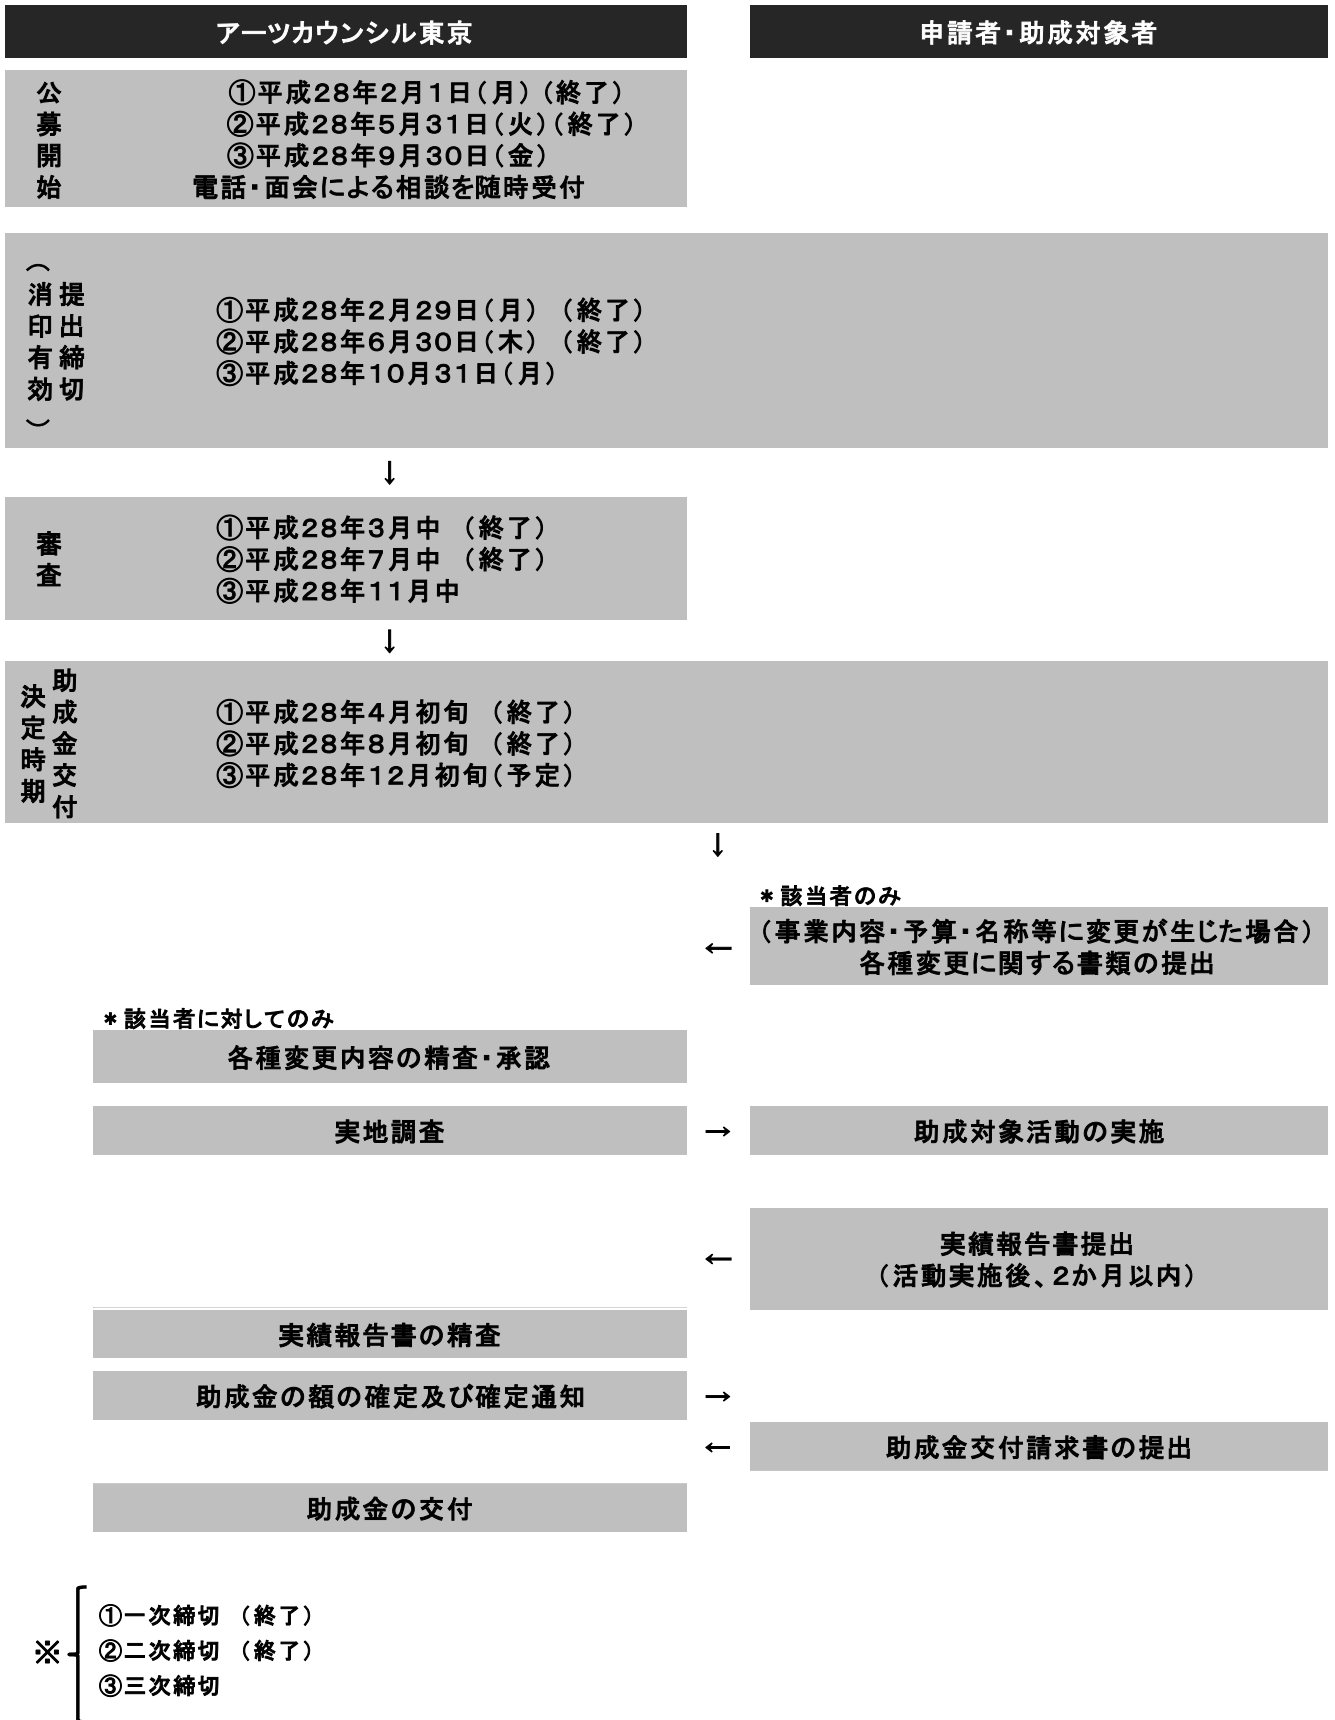 アーツカウンシル東京
申請者・助成対象者
公募開始
①平成28年2月1日(月)(終了)
②平成28年5月31日(火)(終了)
③平成28年9月30日(金)
電話・面会による相談を随時受付
提出締切
(消印有効)
①平成28年2月29日(月) (終了)
②平成28年6月30日(木) (終了)
③平成28年10月31日(月)
↓
審査
①平成28年3月中 (終了)
②平成28年7月中 (終了)
③平成28年11月中
↓
助成金交付
決定時期
①平成28年4月初旬 (終了)
②平成28年8月初旬 (終了)
③平成28年12月初旬(予定)
↓
*該当者のみ
← (事業内容・予算・名称等に変更が生じた場合)
各種変更に関する書類の提出
*該当者に対してのみ
各種変更内容の精査・承認
実地調査 → 助成対象活動の実施
← 実績報告書提出
(活動実施後、2か月以内)
実績報告書の精査
助成金の額の確定及び確定通知 →
← 助成金交付請求書の提出
助成金の交付
※
①一次締切 (終了)
②二次締切 (終了)
③三次締切